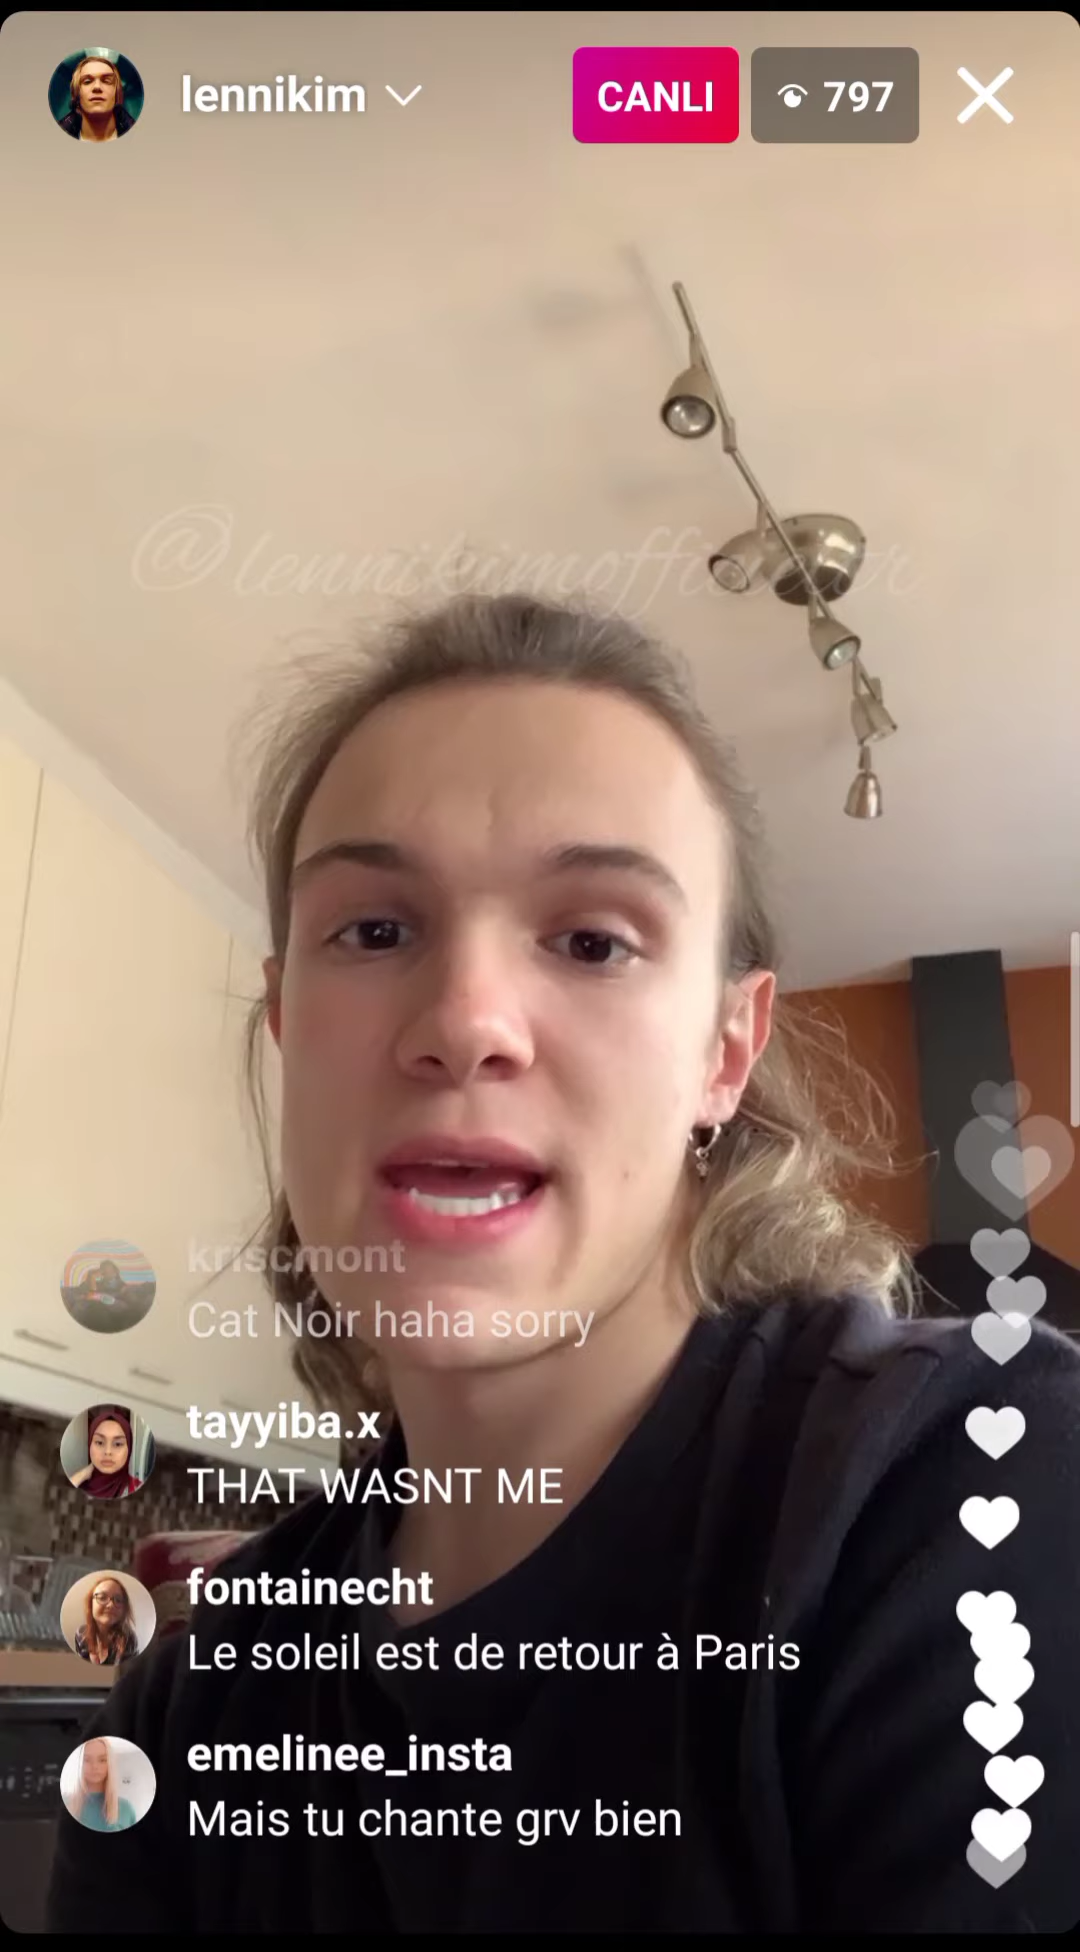 lennikim
CANLI
797
kriscmont
Cat Noir haha sorry
tayyiba.x
THAT WASNT ME
fontainecht
Le soleil est de retour à Paris
emelinee_insta
Mais tu chante grv bien